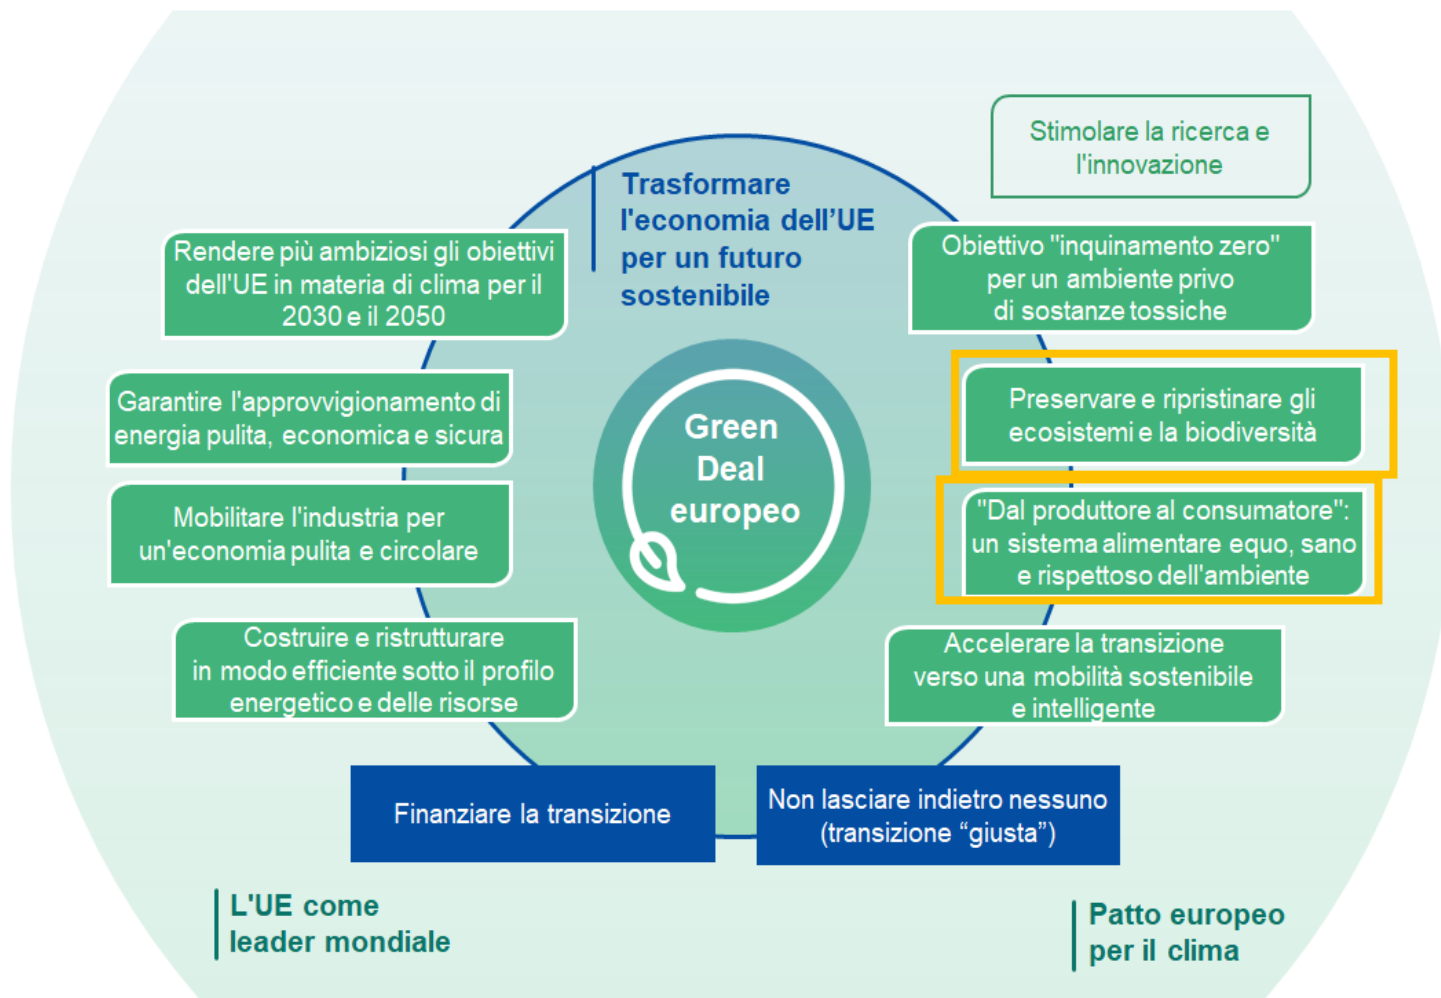 Stimolare la ricerca e
l'innovazione
Trasformare
l'economia dell’UE
per un futuro
sostenibile
Rendere più ambiziosi gli obiettivi
dell'UE in materia di clima per il
2030 e il 2050
Obiettivo "inquinamento zero"
per un ambiente privo
di sostanze tossiche
Garantire l'approvvigionamento di
energia pulita, economica e sicura
Green
Deal
europeo
Preservare e ripristinare gli
ecosistemi e la biodiversità
Mobilitare l'industria per
un'economia pulita e circolare
"Dal produttore al consumatore":
un sistema alimentare equo, sano
e rispettoso dell'ambiente
Costruire e ristrutturare
in modo efficiente sotto il profilo
energetico e delle risorse
Accelerare la transizione
verso una mobilità sostenibile
e intelligente
Finanziare la transizione
Non lasciare indietro nessuno
(transizione “giusta”)
L'UE come
leader mondiale
Patto europeo
per il clima